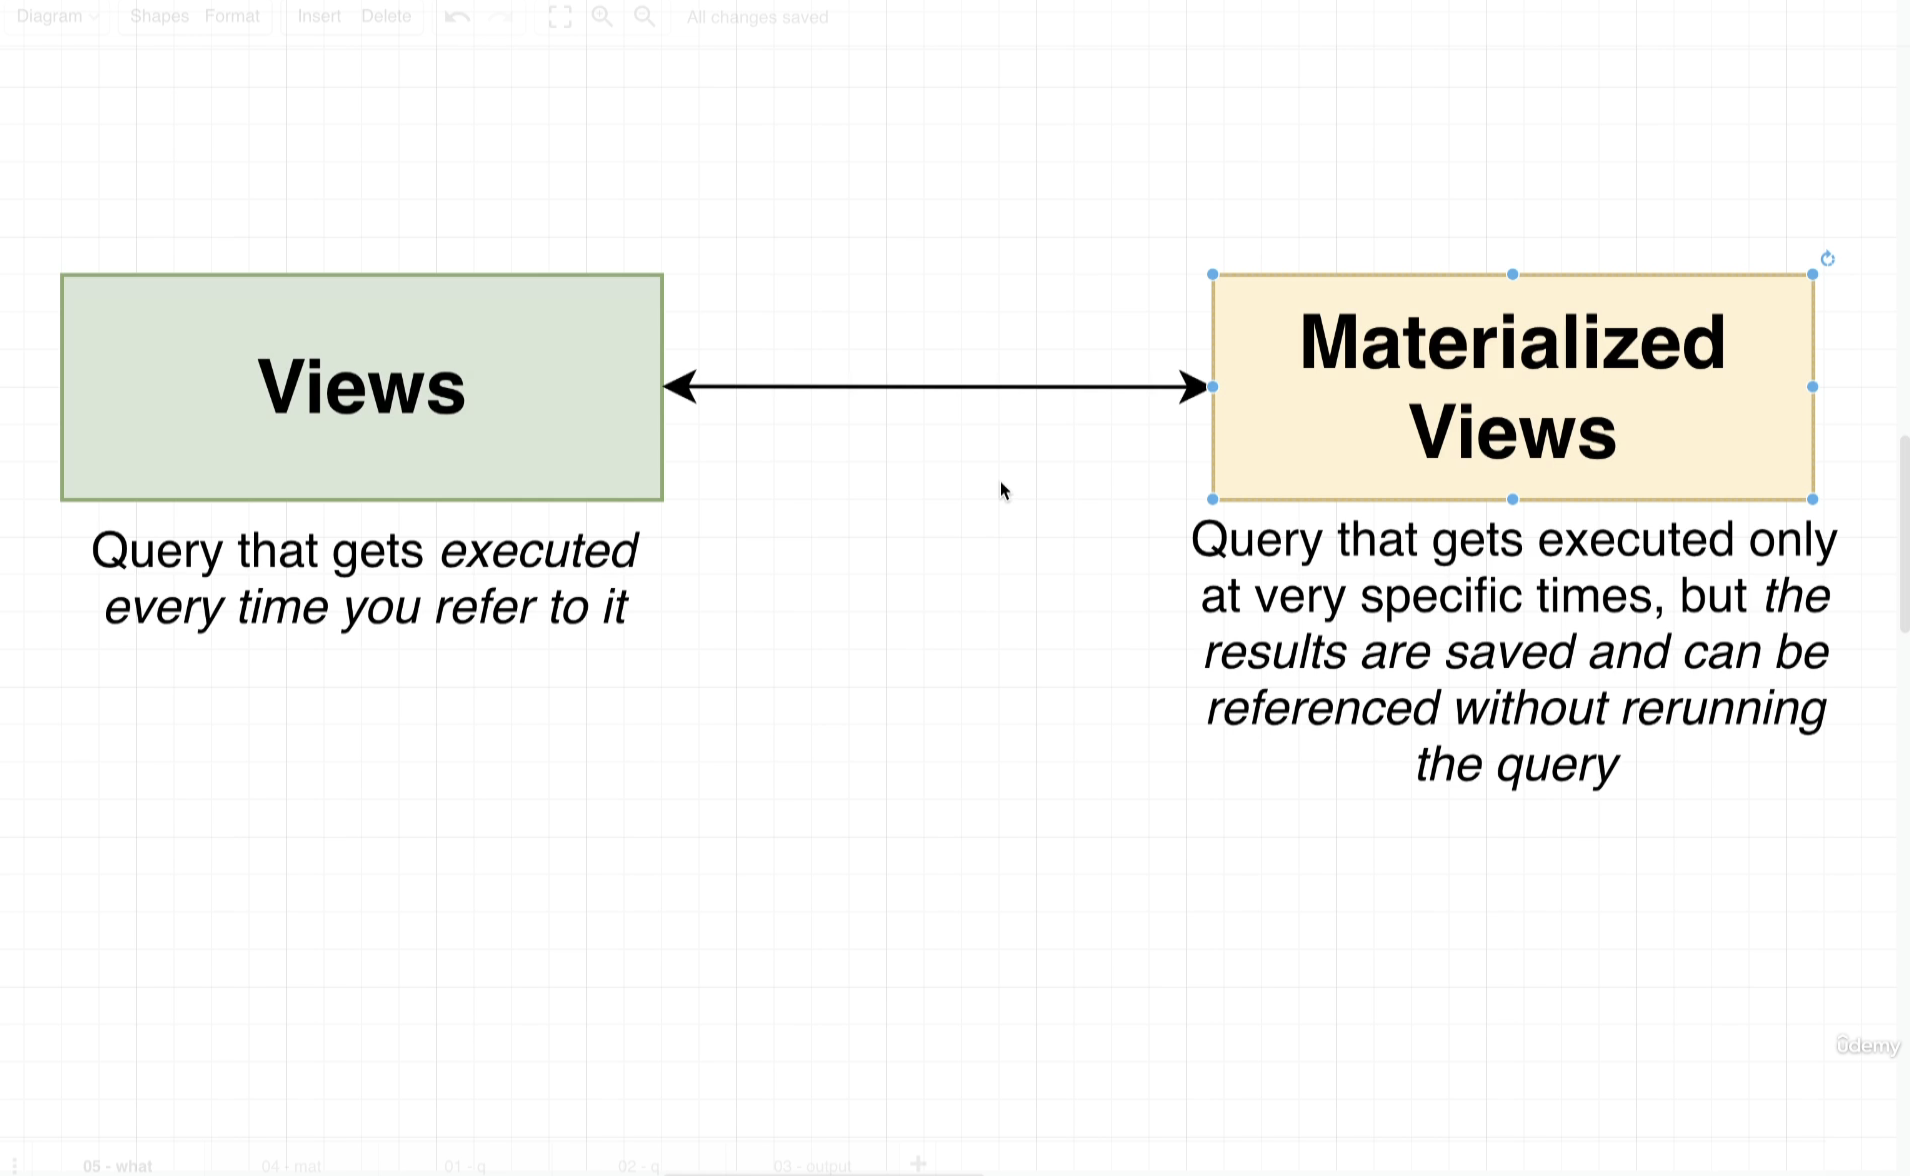 Diagram Shapes Format Insert Delete All changes saved
Views
Materialized
Views
Query that gets executed
every time you refer to it
Query that gets executed only
at very specific times, but the
results are saved and can be
referenced without rerunning
the query
ûdemy
05 - what 04 - mat 01 - q 02 - q 03 - output